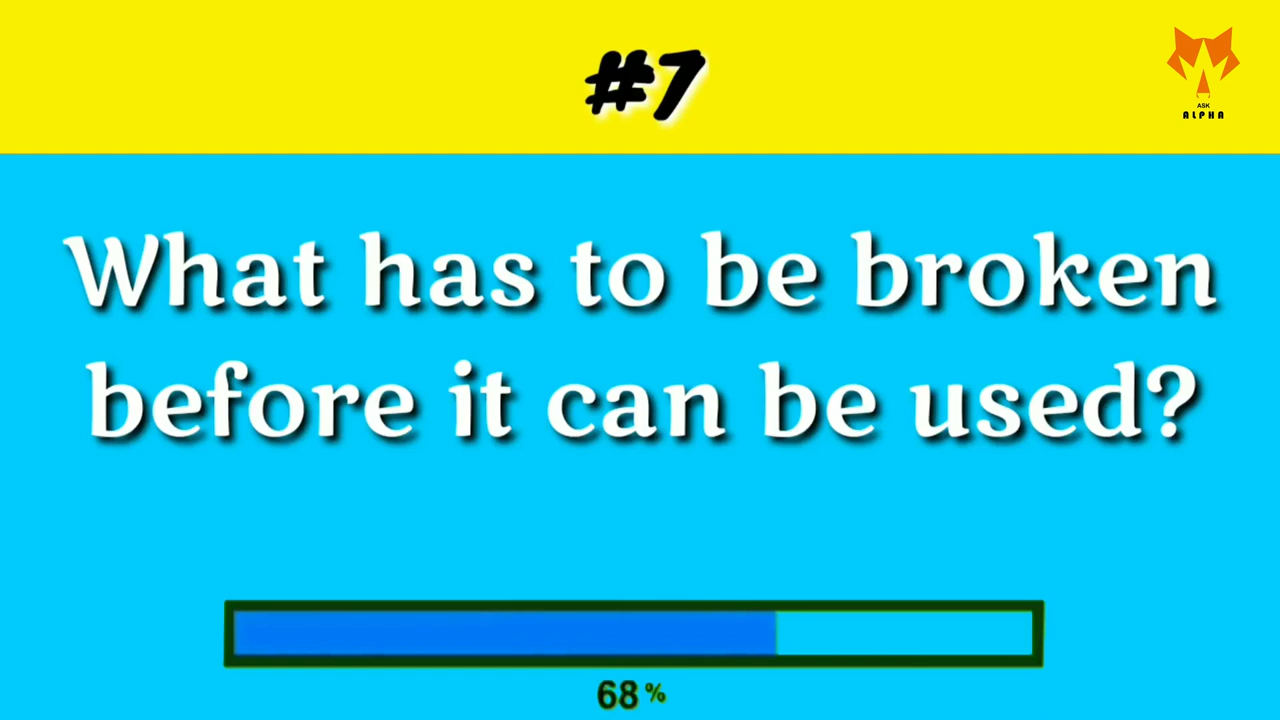 #7
ASK
ALPHA
What has to be broken
before it can be used?
68%